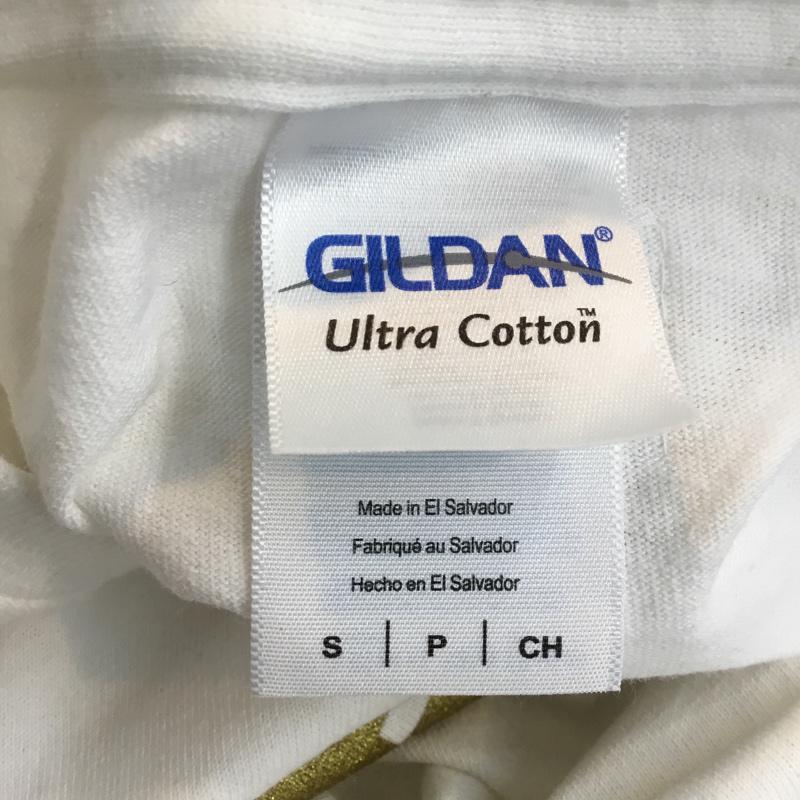 GILDAN®
Ultra Cotton™
Made in El Salvador
Fabriqué au Salvador
Hecho en El Salvador
S | P | CH